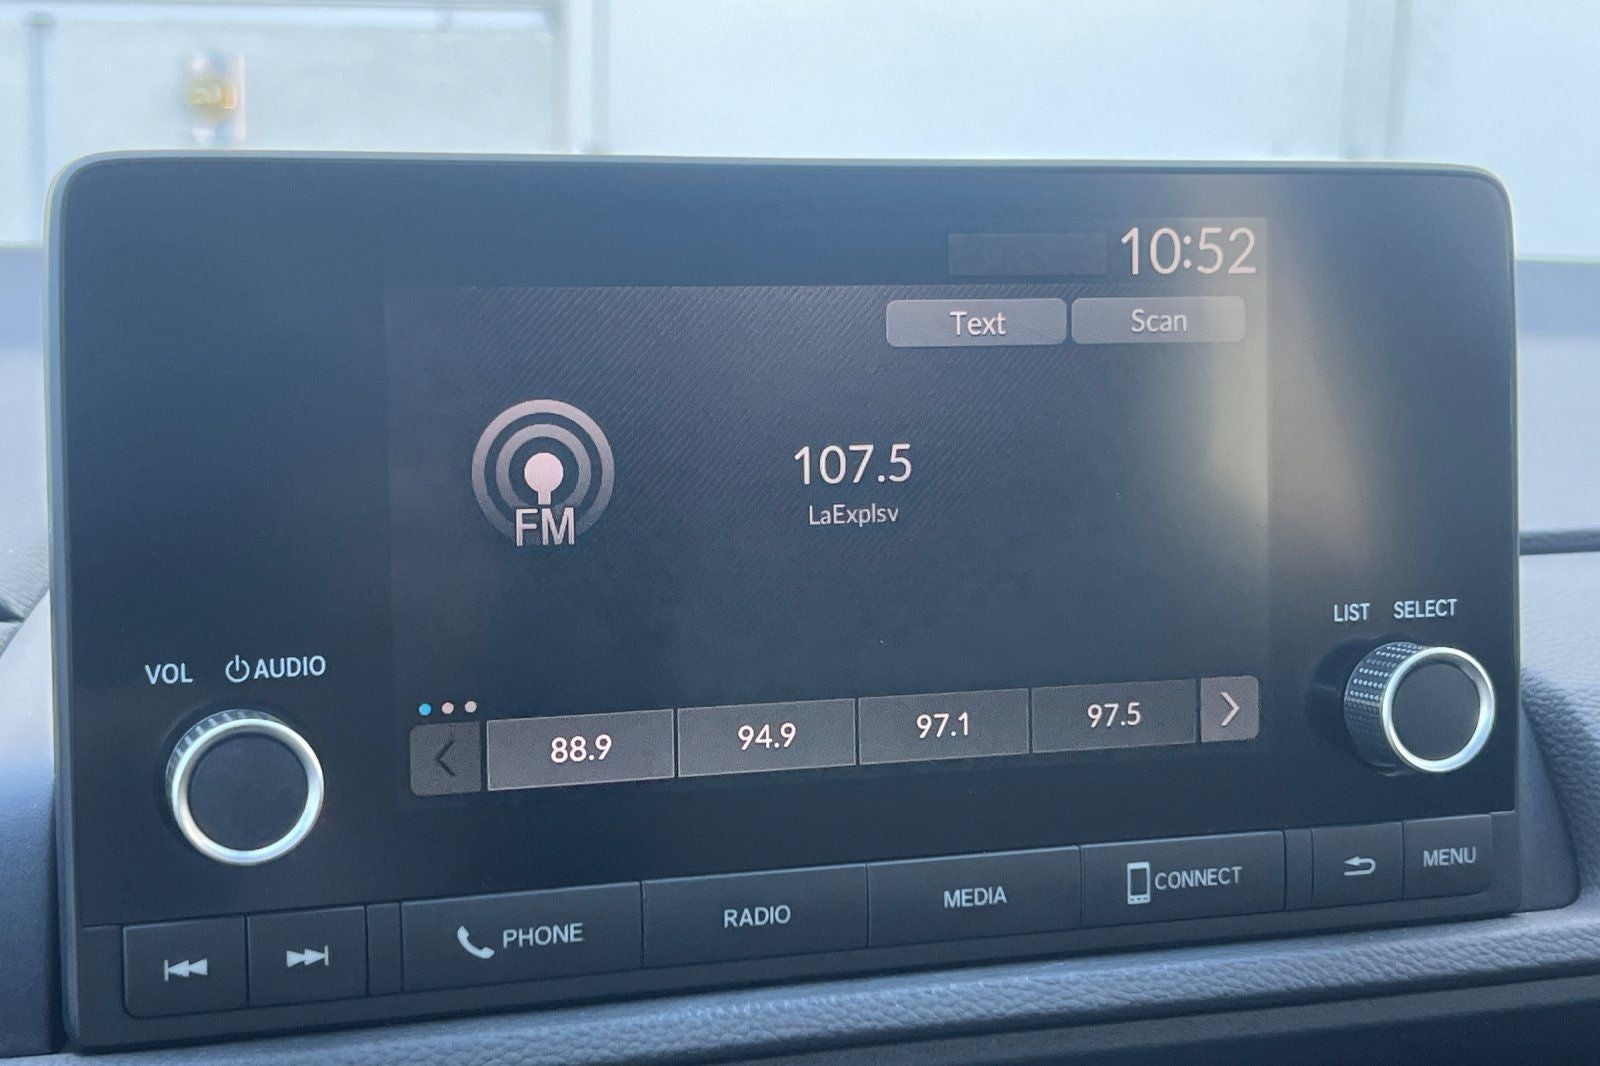 10:52
Text Scan
107.5
LaExplsv
FM
LIST SELECT
VOL AUDIO
88.9 94.9 97.1 97.5
PHONE RADIO MEDIA CONNECT MENU